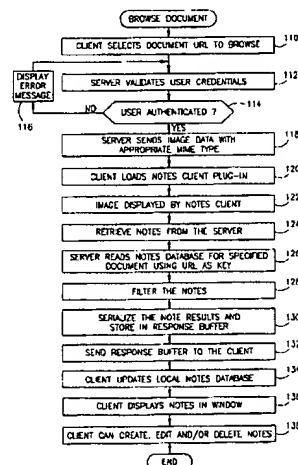 BROWSE DOCUMENT
110
CLIENT SELECTS DOCUMENT URL TO BROWSE
DISPLAY
ERROR
MESSAGE
112
SERVER VALIDATES USER CREDENTIALS
116
NO
USER AUTHENTICATED ?
114
YES
118
SERVER SENDS IMAGE DATA WITH
APPROPRIATE MIME TYPE
120
CLIENT LOADS NOTES CLIENT PLUG-IN
122
IMAGE DISPLAYED BY NOTES CLIENT
124
RETRIEVE NOTES FROM THE SERVER
126
SERVER READS NOTES DATABASE FOR SPECIFIED
DOCUMENT USING URL AS KEY
128
FILTER THE NOTES
130
SERIALIZE THE NOTE RESULTS AND
STORE IN RESPONSE BUFFER
132
SEND RESPONSE BUFFER TO THE CLIENT
134
CLIENT UPDATES LOCAL NOTES DATABASE
CLIENT DISPLAYS NOTES IN WINDOW
CLIENT CAN CREATE, EDIT AND/OR DELETE NOTES
END